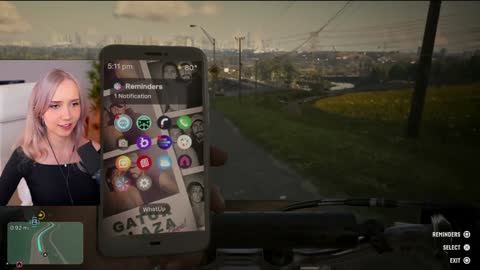 5:11 pm
80°
Reminders
1 Notification
WhatUp
GATOR
PLAZA
0.92 mi
REMINDERS
SELECT
EXIT